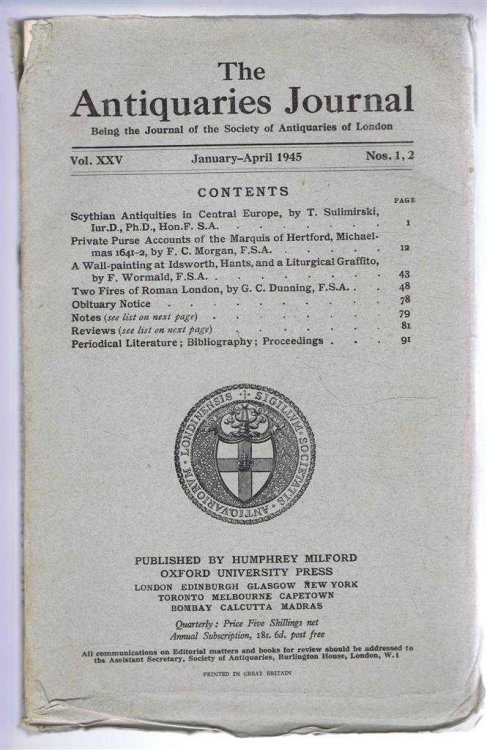 The
Antiquaries Journal
Being the Journal of the Society of Antiquaries of London
Vol. XXV January–April 1945 Nos. 1, 2
CONTENTS
PAGE
Scythian Antiquities in Central Europe, by T. Sulimirski,
Iur.D., Ph.D., Hon.F. S.A. . . . . . 1
Private Purse Accounts of the Marquis of Hertford, Michael-
mas 1641-2, by F. C. Morgan, F.S.A. . . . . 12
A Wall-painting at Idsworth, Hants, and a Liturgical Graffito,
by F. Wormald, F.S.A. . . . . . . 43
Two Fires of Roman London, by G. C. Dunning, F.S.A. . . 48
Obituary Notice . . . . . . . . 78
Notes (see list on next page) . . . . . . . 79
Reviews (see list on next page) . . . . . . 81
Periodical Literature; Bibliography; Proceedings . . . 91
SIGILLUM · SOCIETATIS · ANTIQVARIORVM · LONDINENSIS
PUBLISHED BY HUMPHREY MILFORD
OXFORD UNIVERSITY PRESS
LONDON EDINBURGH GLASGOW NEW YORK
TORONTO MELBOURNE CAPETOWN
BOMBAY CALCUTTA MADRAS
Quarterly: Price Five Shillings net
Annual Subscription, 18s. 6d. post free
All communications on Editorial matters and books for review should be addressed to
the Assistant Secretary, Society of Antiquaries, Burlington House, London, W.1
PRINTED IN GREAT BRITAIN